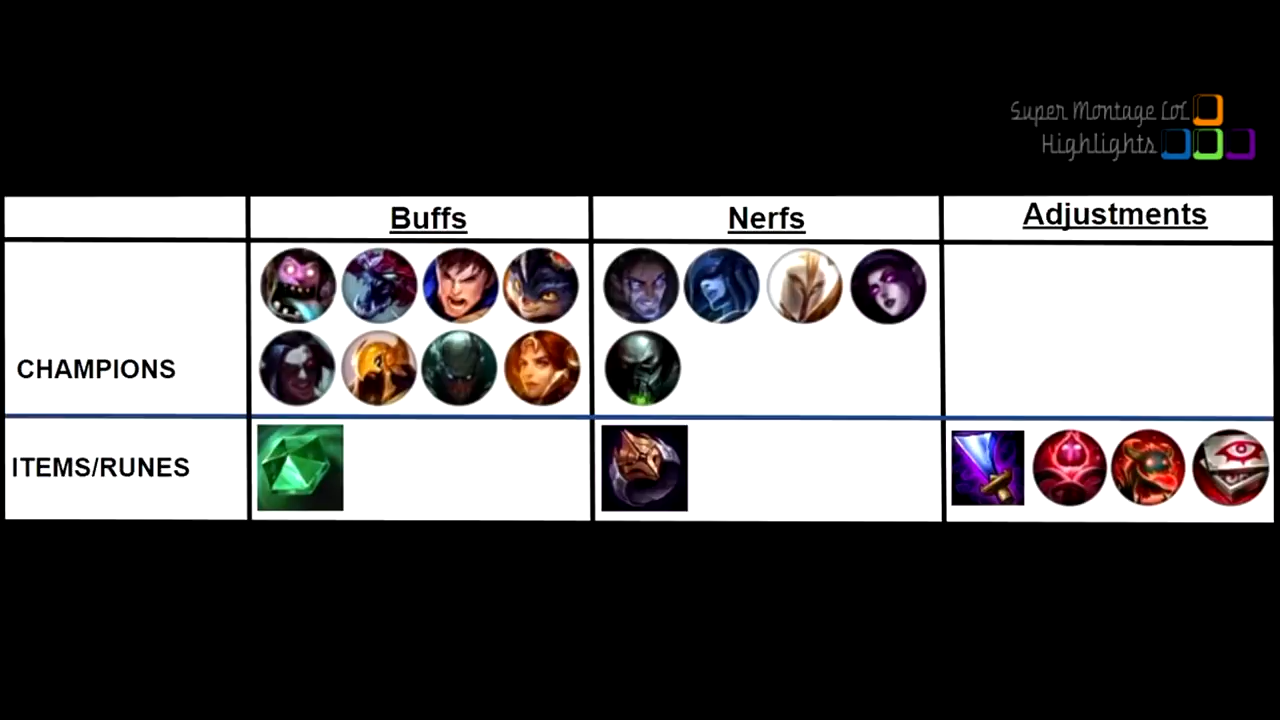 Super Montage LoL
Highlights
Buffs
Nerfs
Adjustments
CHAMPIONS
ITEMS/RUNES